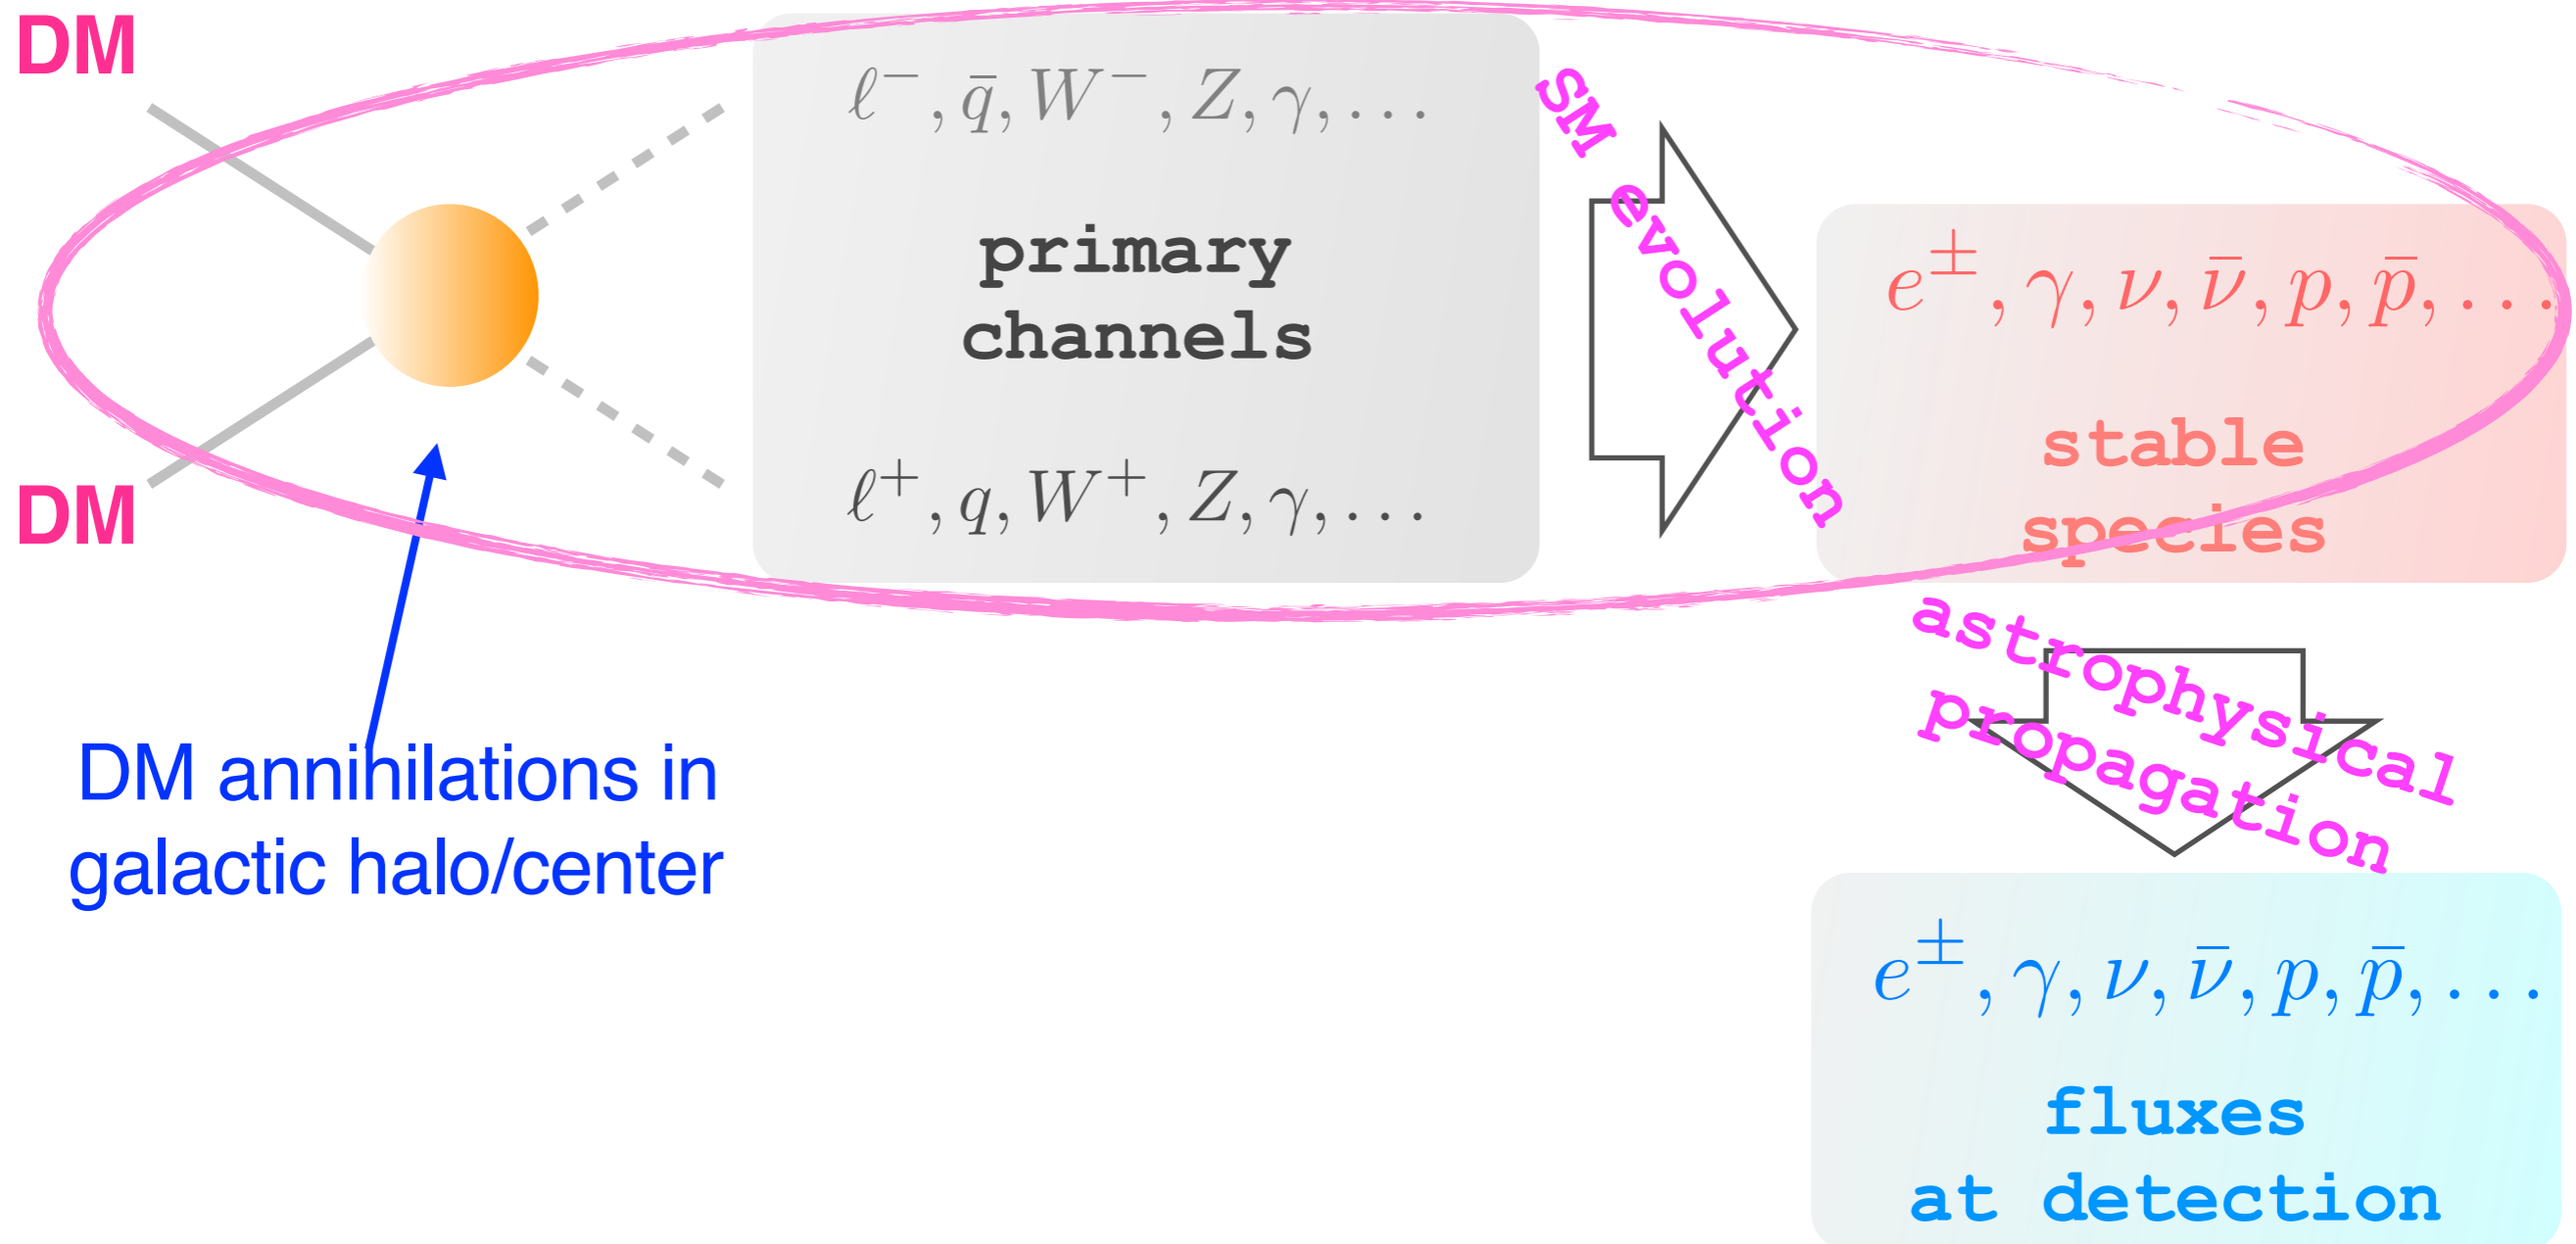 DM
ℓ⁻, q̄, W⁻, Z, γ, …
primary
channels
ℓ⁺, q, W⁺, Z, γ, …
DM
SM evolution
e±, γ, ν, ν̄, p, p̄, …
stable
species
astrophysical
propagation
DM annihilations in
galactic halo/center
e±, γ, ν, ν̄, p, p̄, …
fluxes
at detection